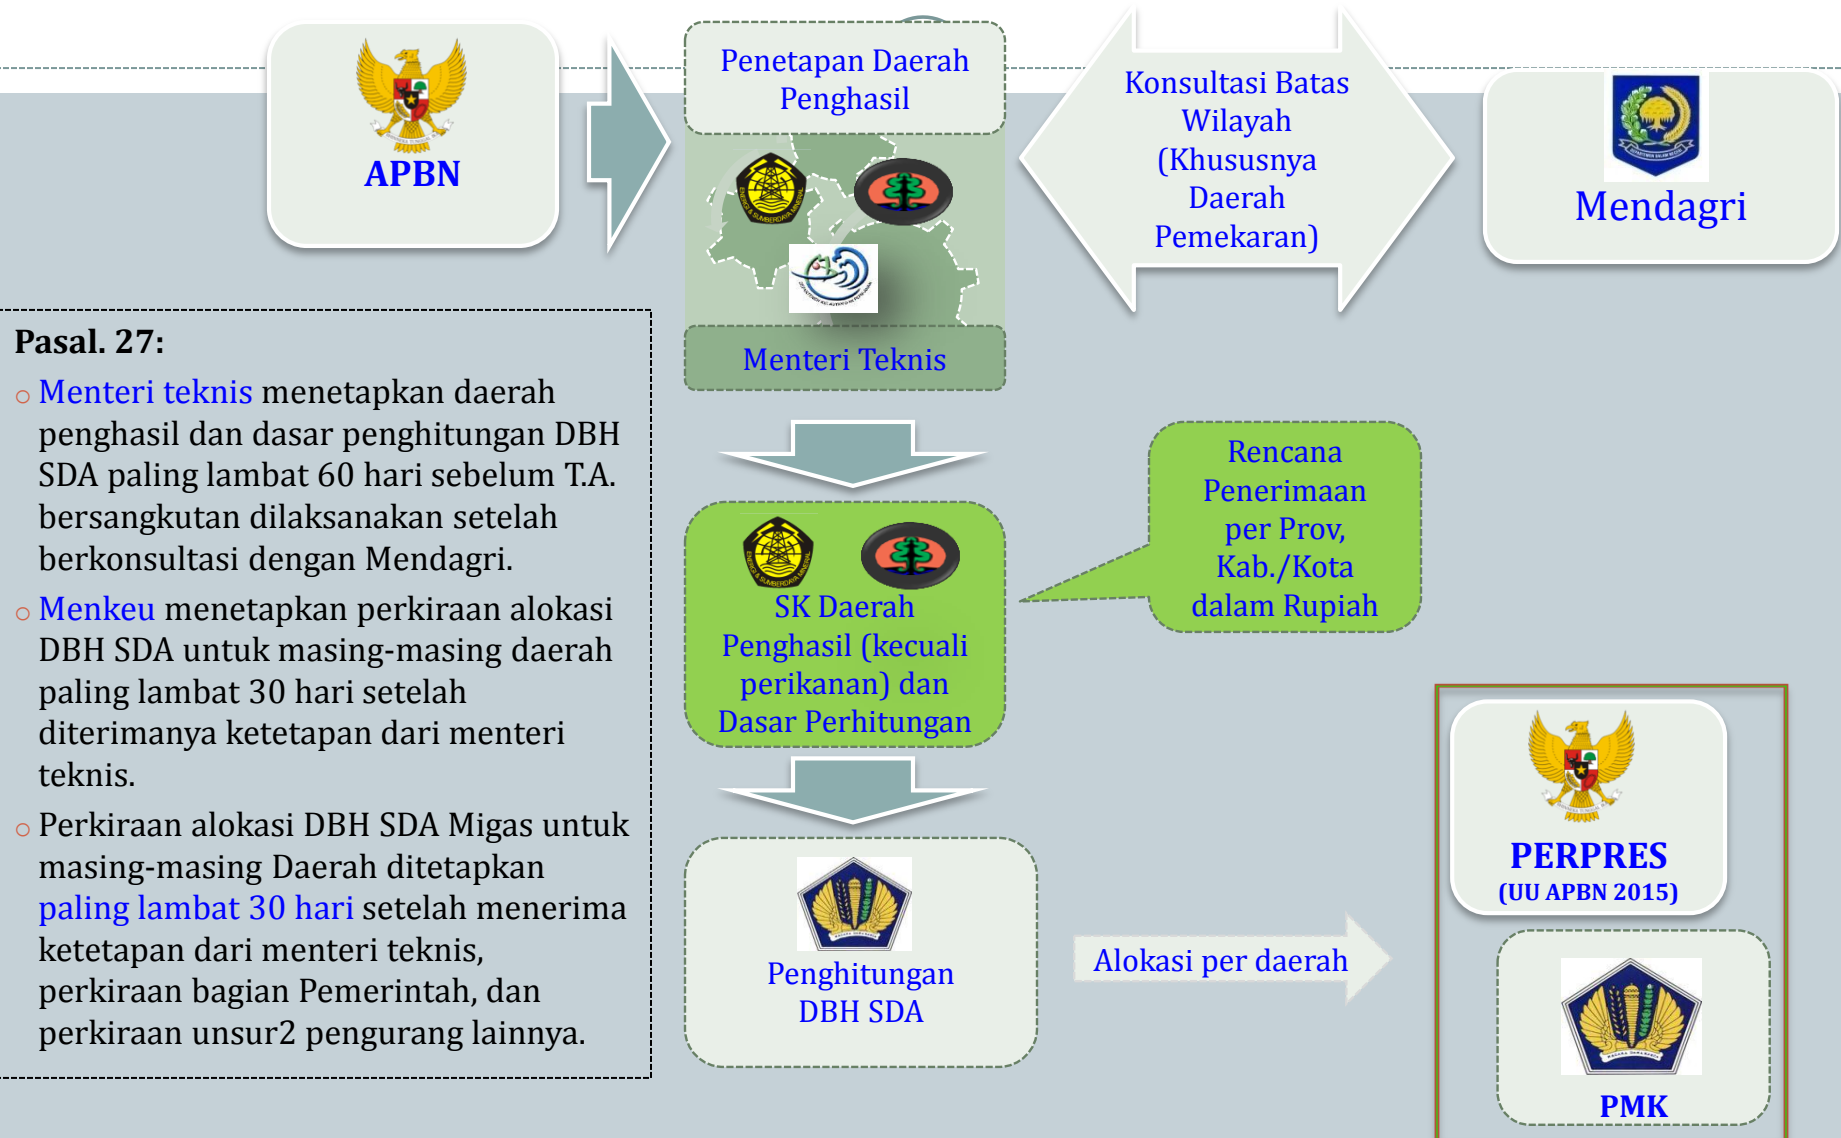 APBN
Penetapan Daerah
Penghasil
Menteri Teknis
Konsultasi Batas
Wilayah
(Khususnya
Daerah
Pemekaran)
Mendagri
Pasal. 27:
Menteri teknis menetapkan daerah
penghasil dan dasar penghitungan DBH
SDA paling lambat 60 hari sebelum T.A.
bersangkutan dilaksanakan setelah
berkonsultasi dengan Mendagri.
Menkeu menetapkan perkiraan alokasi
DBH SDA untuk masing-masing daerah
paling lambat 30 hari setelah
diterimanya ketetapan dari menteri
teknis.
Perkiraan alokasi DBH SDA Migas untuk
masing-masing Daerah ditetapkan
paling lambat 30 hari setelah menerima
ketetapan dari menteri teknis,
perkiraan bagian Pemerintah, dan
perkiraan unsur2 pengurang lainnya.
SK Daerah
Penghasil (kecuali
perikanan) dan
Dasar Perhitungan
Rencana
Penerimaan
per Prov,
Kab./Kota
dalam Rupiah
Penghitungan
DBH SDA
Alokasi per daerah
PERPRES
(UU APBN 2015)
PMK